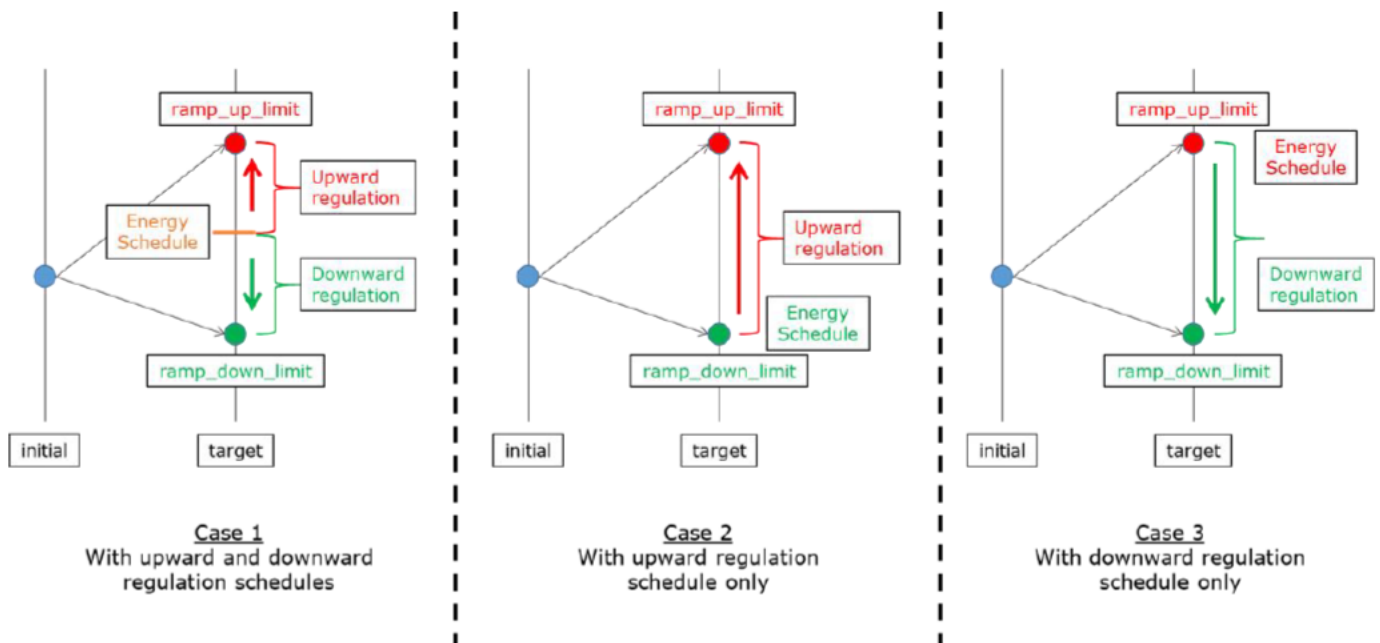 ramp_up_limit
Upward
regulation
Energy
Schedule
Downward
regulation
ramp_down_limit
initial
target
Case 1
With upward and downward
regulation schedules
ramp_up_limit
Upward
regulation
Energy
Schedule
ramp_down_limit
initial
target
Case 2
With upward regulation
schedule only
ramp_up_limit
Energy
Schedule
Downward
regulation
ramp_down_limit
initial
target
Case 3
With downward regulation
schedule only